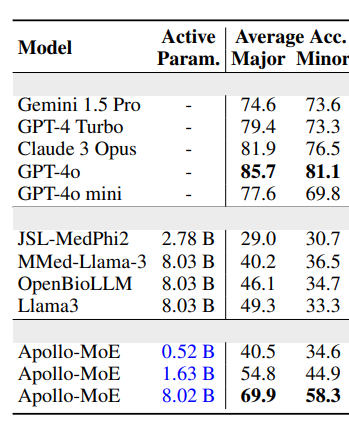 Model Active Param. Average Acc.
Major Minor
Gemini 1.5 Pro - 74.6 73.6
GPT-4 Turbo - 79.4 73.3
Claude 3 Opus - 81.9 76.5
GPT-4o - 85.7 81.1
GPT-4o mini - 77.6 69.8
JSL-MedPhi2 2.78 B 29.0 30.7
MMed-Llama-3 8.03 B 40.2 36.5
OpenBioLLM 8.03 B 46.1 34.7
Llama3 8.03 B 49.3 33.3
Apollo-MoE 0.52 B 40.5 34.6
Apollo-MoE 1.63 B 54.8 44.9
Apollo-MoE 8.02 B 69.9 58.3